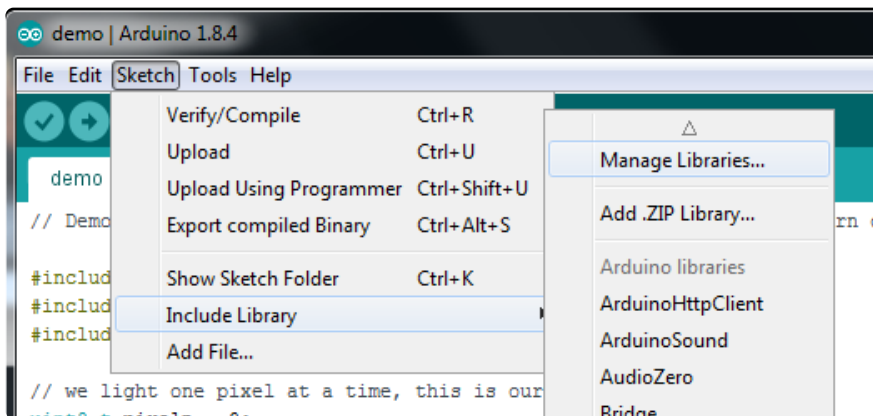 demo | Arduino 1.8.4
File Edit Sketch Tools Help
Verify/Compile Ctrl+R
Upload Ctrl+U
Upload Using Programmer Ctrl+Shift+U
Export compiled Binary Ctrl+Alt+S
Show Sketch Folder Ctrl+K
Include Library
Add File...
Manage Libraries...
Add .ZIP Library...
Arduino libraries
ArduinoHttpClient
ArduinoSound
AudioZero
Bridge
demo
// Demo
#includ
#includ
#includ
// we light one pixel at a time, this is our